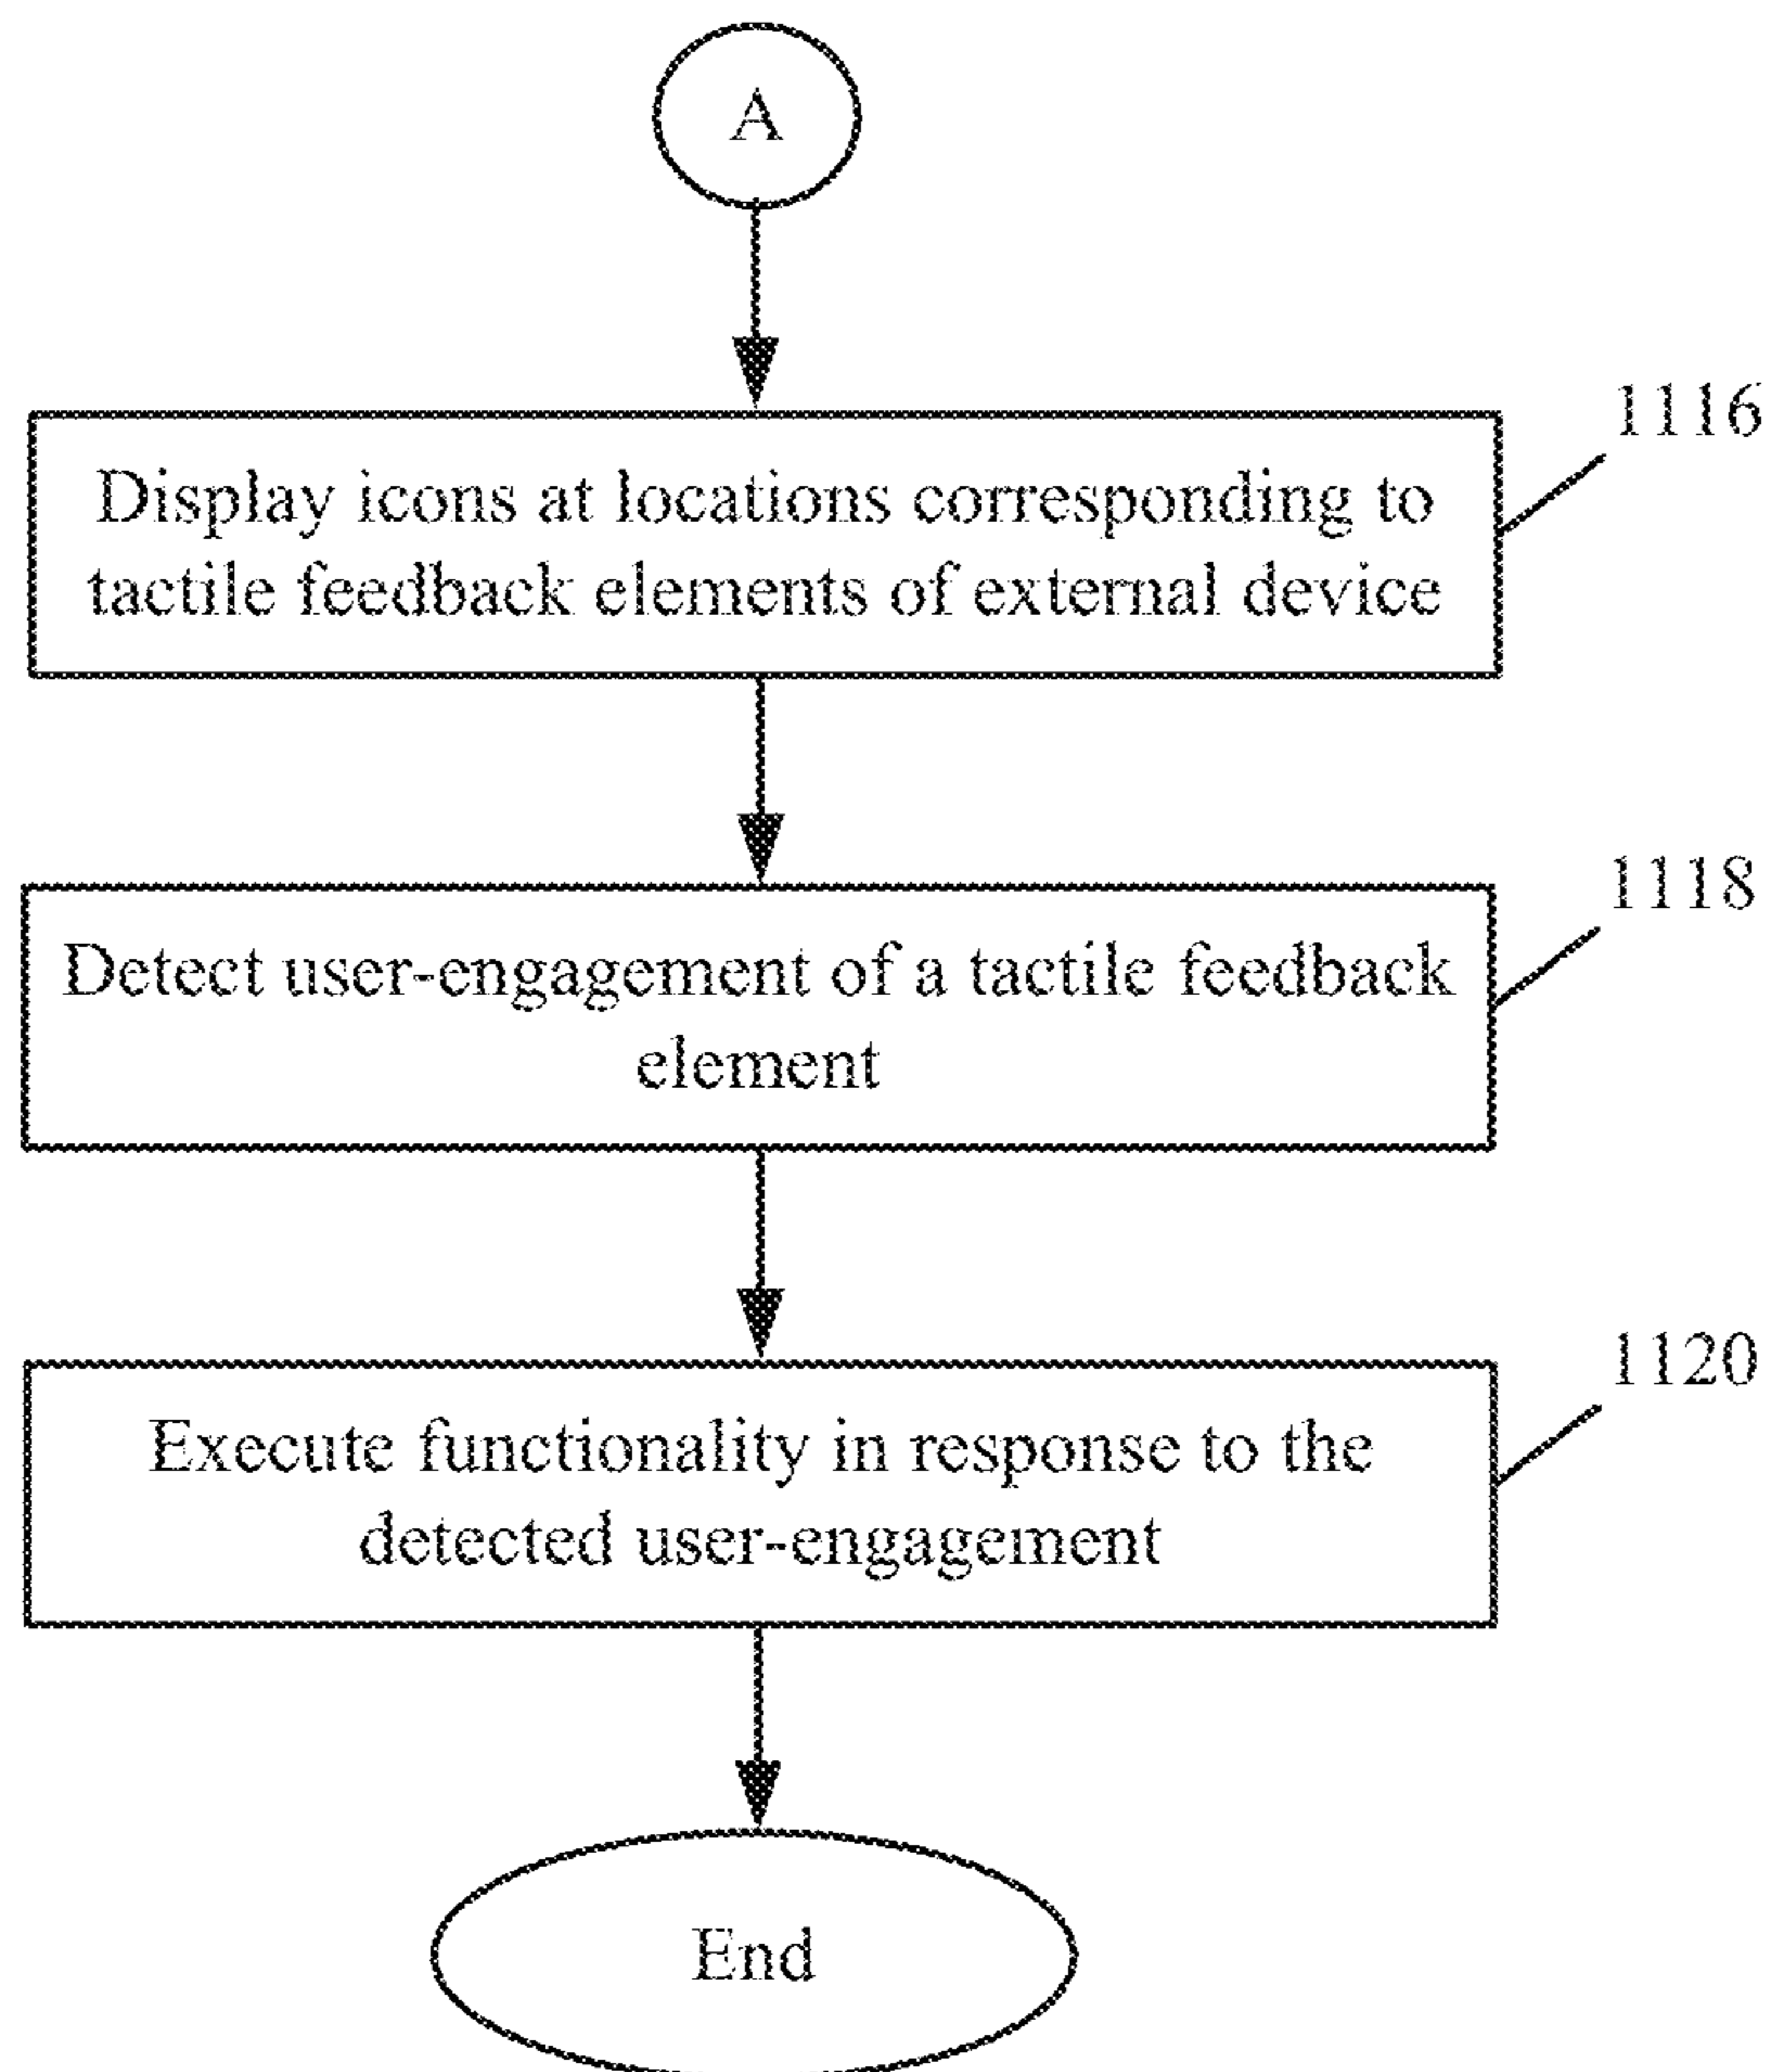 A
1116
Display icons at locations corresponding to
tactile feedback elements of external device
1118
Detect user-engagement of a tactile feedback
element
1120
Execute functionality in response to the
detected user-engagement
End